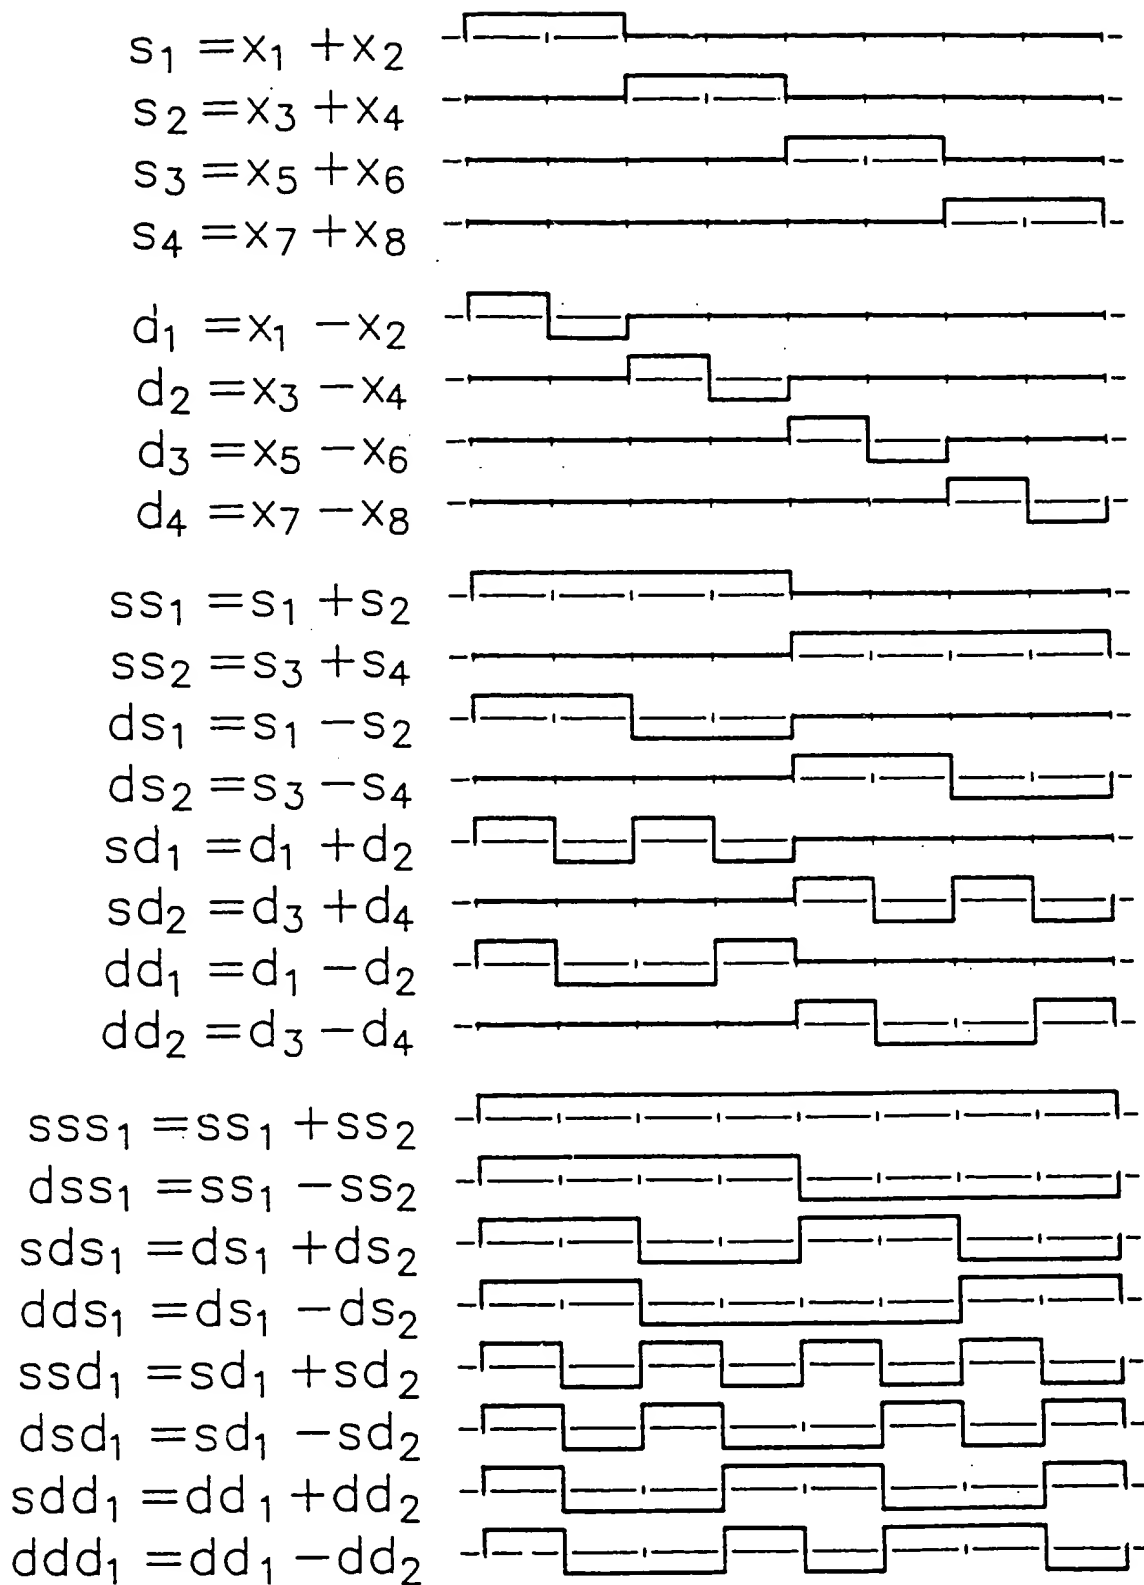 s₁ = x₁ + x₂
s₂ = x₃ + x₄
s₃ = x₅ + x₆
s₄ = x₇ + x₈
d₁ = x₁ − x₂
d₂ = x₃ − x₄
d₃ = x₅ − x₆
d₄ = x₇ − x₈
ss₁ = s₁ + s₂
ss₂ = s₃ + s₄
ds₁ = s₁ − s₂
ds₂ = s₃ − s₄
sd₁ = d₁ + d₂
sd₂ = d₃ + d₄
dd₁ = d₁ − d₂
dd₂ = d₃ − d₄
sss₁ = ss₁ + ss₂
dss₁ = ss₁ − ss₂
sds₁ = ds₁ + ds₂
dds₁ = ds₁ − ds₂
ssd₁ = sd₁ + sd₂
dsd₁ = sd₁ − sd₂
sdd₁ = dd₁ + dd₂
ddd₁ = dd₁ − dd₂